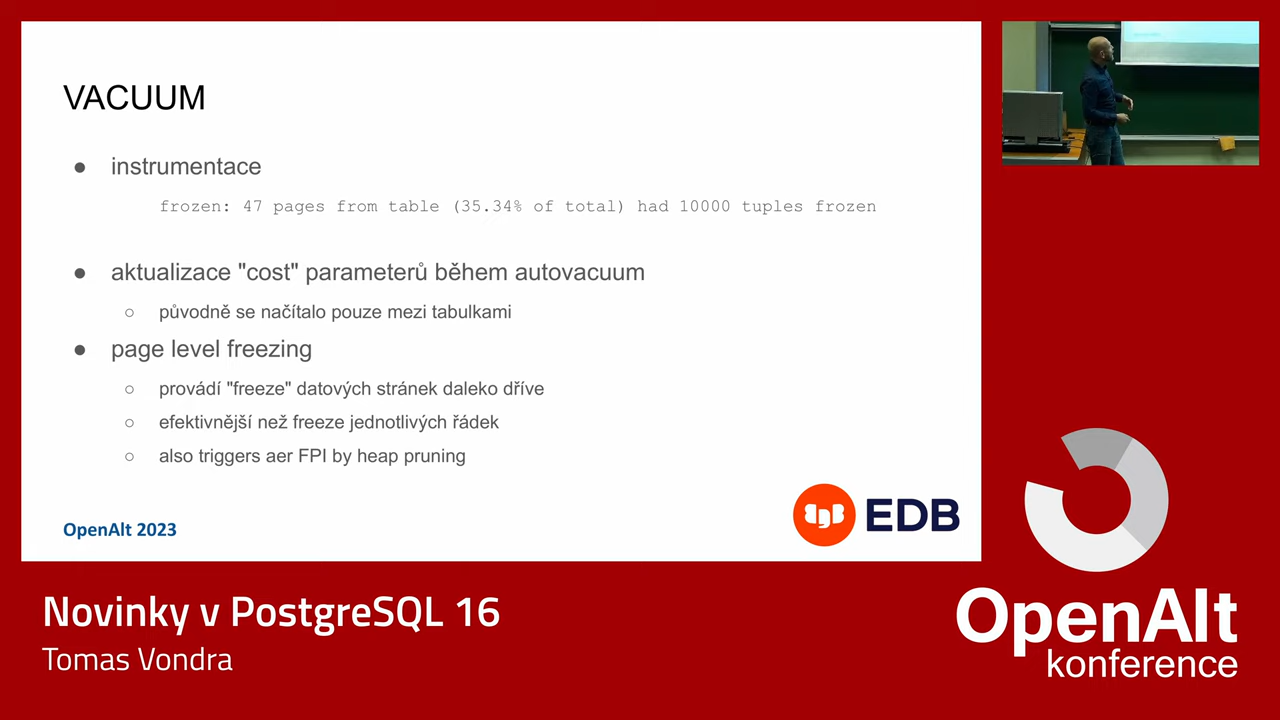 VACUUM
● instrumentace
frozen: 47 pages from table (35.34% of total) had 10000 tuples frozen
● aktualizace "cost" parameterů během autovacuum
○ původně se načítalo pouze mezi tabulkami
● page level freezing
○ provádí "freeze" datových stránek daleko dříve
○ efektivnější než freeze jednotlivých řádek
○ also triggers aer FPI by heap pruning
OpenAlt 2023
EDB
Novinky v PostgreSQL 16
Tomas Vondra
OpenAlt
konference